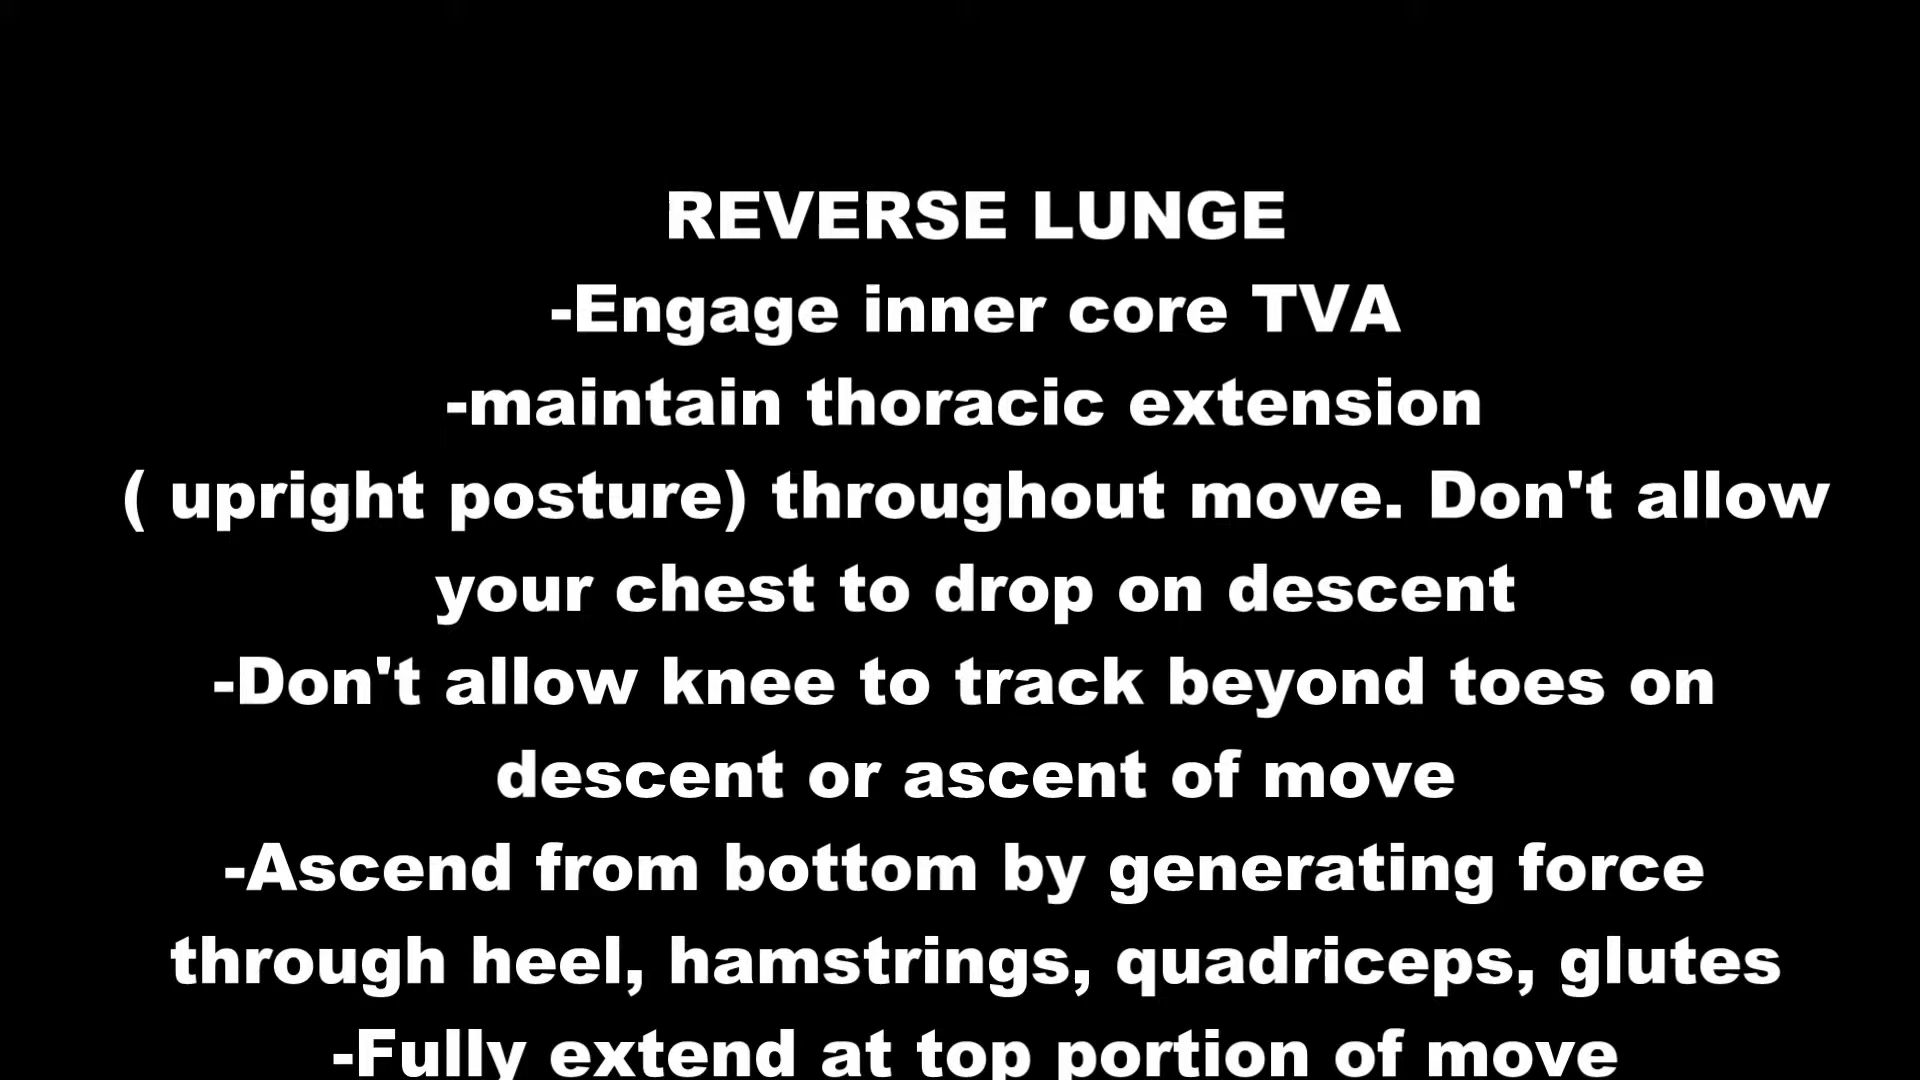 REVERSE LUNGE
-Engage inner core TVA
-maintain thoracic extension
( upright posture) throughout move. Don't allow
your chest to drop on descent
-Don't allow knee to track beyond toes on
descent or ascent of move
-Ascend from bottom by generating force
through heel, hamstrings, quadriceps, glutes
-Fully extend at top portion of move